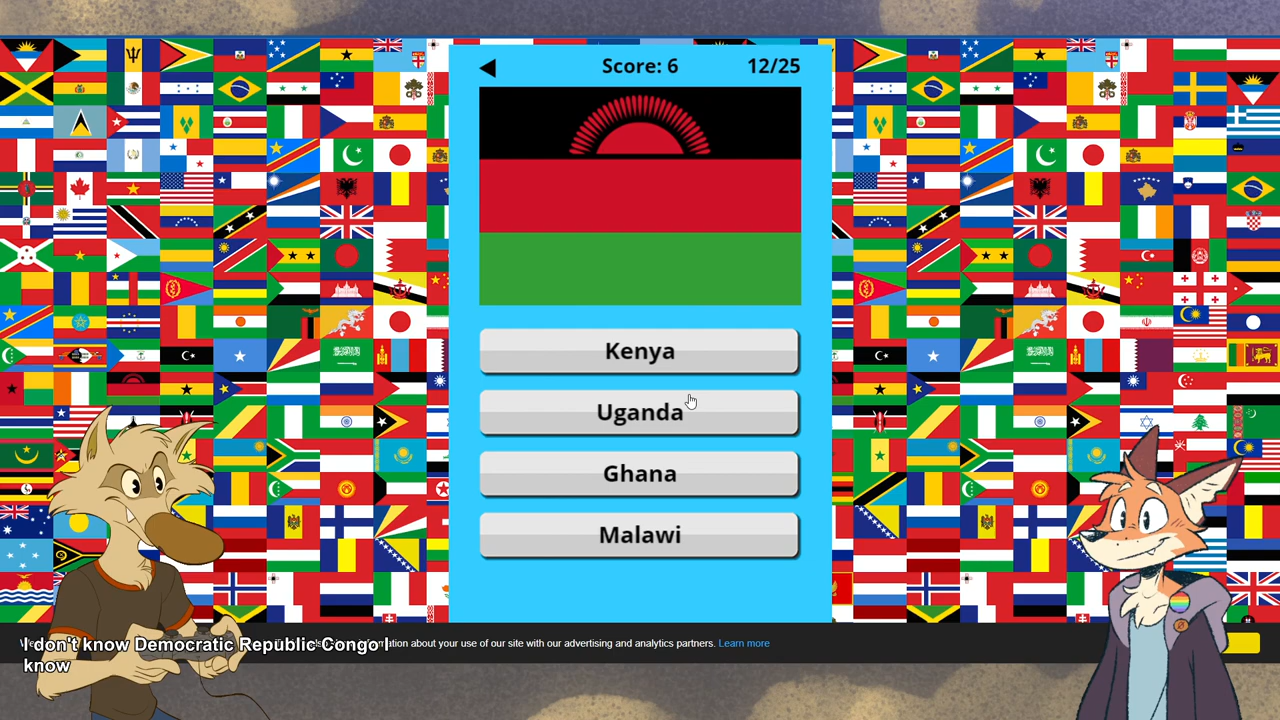 Score: 6
12/25
Kenya
Uganda
Ghana
Malawi
I don't know Democratic Republic Congo I
know
about your use of our site with our advertising and analytics partners. Learn more